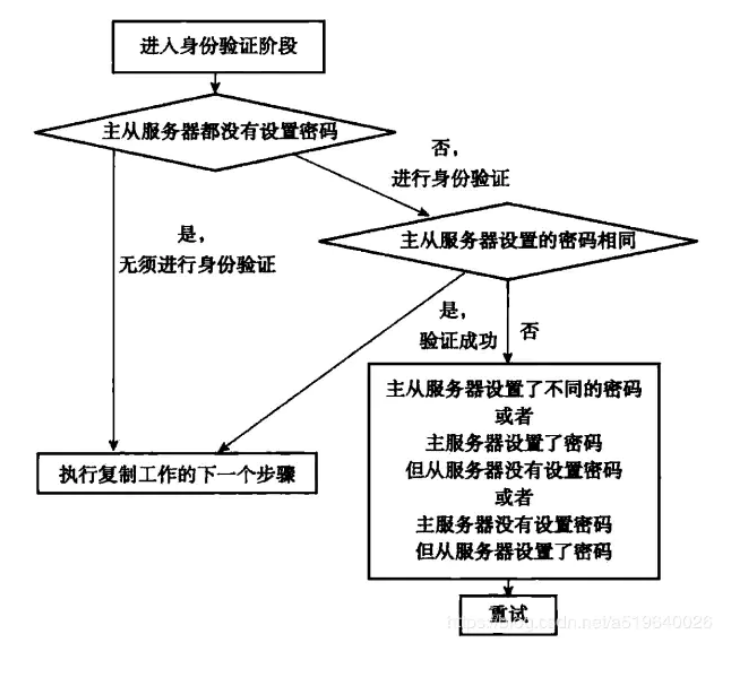 进入身份验证阶段
主从服务器都没有设置密码
否，
进行身份验证
是，
无须进行身份验证
主从服务器设置的密码相同
是，
验证成功
否
主从服务器设置了不同的密码
或者
主服务器设置了密码
但从服务器没有设置密码
或者
主服务器没有设置密码
但从服务器设置了密码
执行复制工作的下一个步骤
重试
https://blog.csdn.net/a519640026